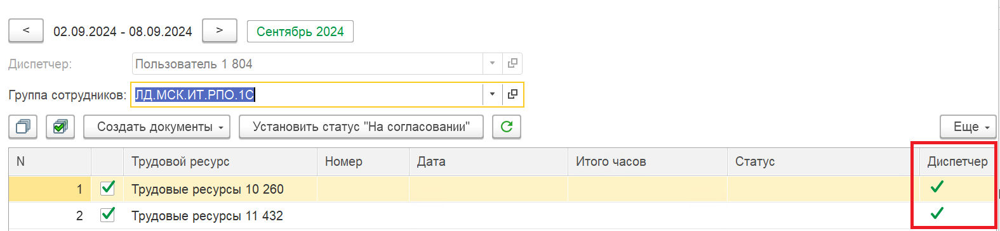 < 02.09.2024 - 08.09.2024 > Сентябрь 2024
Диспетчер: Пользователь 1 804
Группа сотрудников: ЛД.МСК.ИТ.РПО.1С
Создать документы Установить статус "На согласовании" Еще
N Трудовой ресурс Номер Дата Итого часов Статус Диспетчер
1 Трудовые ресурсы 10 260
2 Трудовые ресурсы 11 432